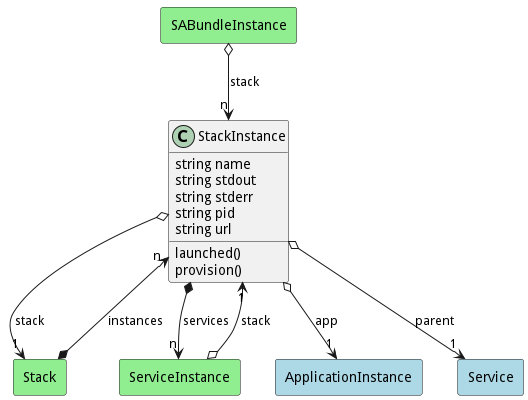 SABundleInstance
stack
n
C StackInstance
string name
string stdout
string stderr
string pid
string url
launched()
provision()
n
1
stack
instances
services
stack
app
parent
1
n
1
1
Stack
ServiceInstance
ApplicationInstance
Service